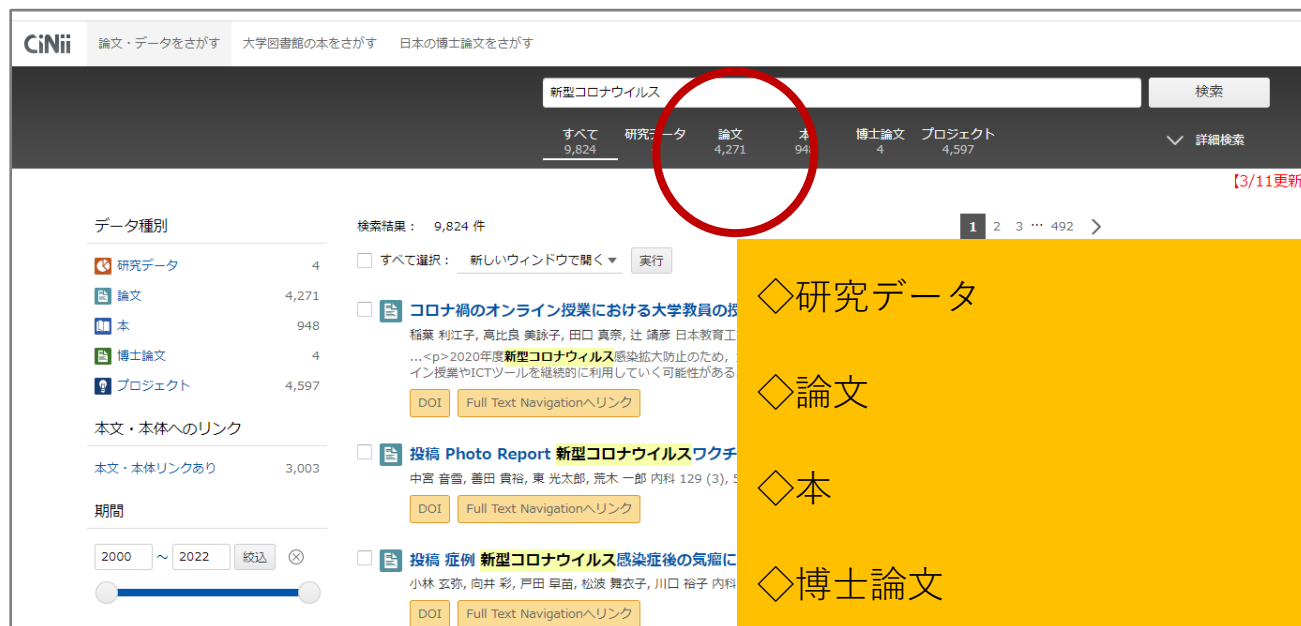 CiNii 論文・データをさがす 大学図書館の本をさがす 日本の博士論文をさがす
新型コロナウイルス 検索
すべて 研究データ 論文 本 博士論文 プロジェクト
9,824 4,271 948 4 4,597
詳細検索
【3/11更新
データ種別
研究データ 4
論文 4,271
本 948
博士論文 4
プロジェクト 4,597
本文・本体へのリンク
本文・本体リンクあり 3,003
期間
2000 ～ 2022 絞込
検索結果： 9,824 件
1 2 3 … 492
すべて選択： 新しいウィンドウで開く 実行
コロナ禍のオンライン授業における大学教員の授
稲葉 利江子, 高比良 美詠子, 田口 真奈, 辻 靖彦 日本教育工
...<p>2020年度新型コロナウィルス感染拡大防止のため,
イン授業やICTツールを継続的に利用していく可能性がある
DOI Full Text Navigationへリンク
投稿 Photo Report 新型コロナウイルスワクチ
中宮 音雪, 善田 貴裕, 東 光太郎, 荒木 一郎 内科 129 (3), 5
DOI Full Text Navigationへリンク
投稿 症例 新型コロナウイルス感染症後の気瘤に
小林 玄弥, 向井 彩, 戸田 早苗, 松波 舞衣子, 川口 裕子 内科
DOI Full Text Navigationへリンク
◇研究データ
◇論文
◇本
◇博士論文